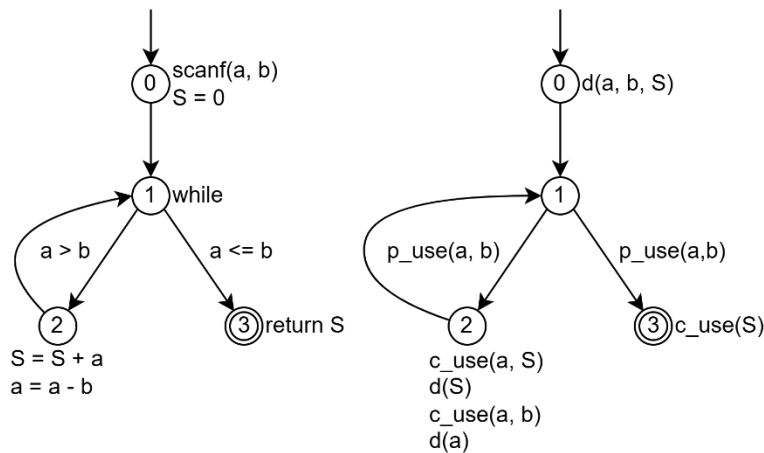 0
scanf(a, b)
S = 0
1
while
a > b
a <= b
2
3
return S
S = S + a
a = a - b
0
d(a, b, S)
1
p_use(a, b)
p_use(a,b)
2
3
c_use(S)
c_use(a, S)
d(S)
c_use(a, b)
d(a)